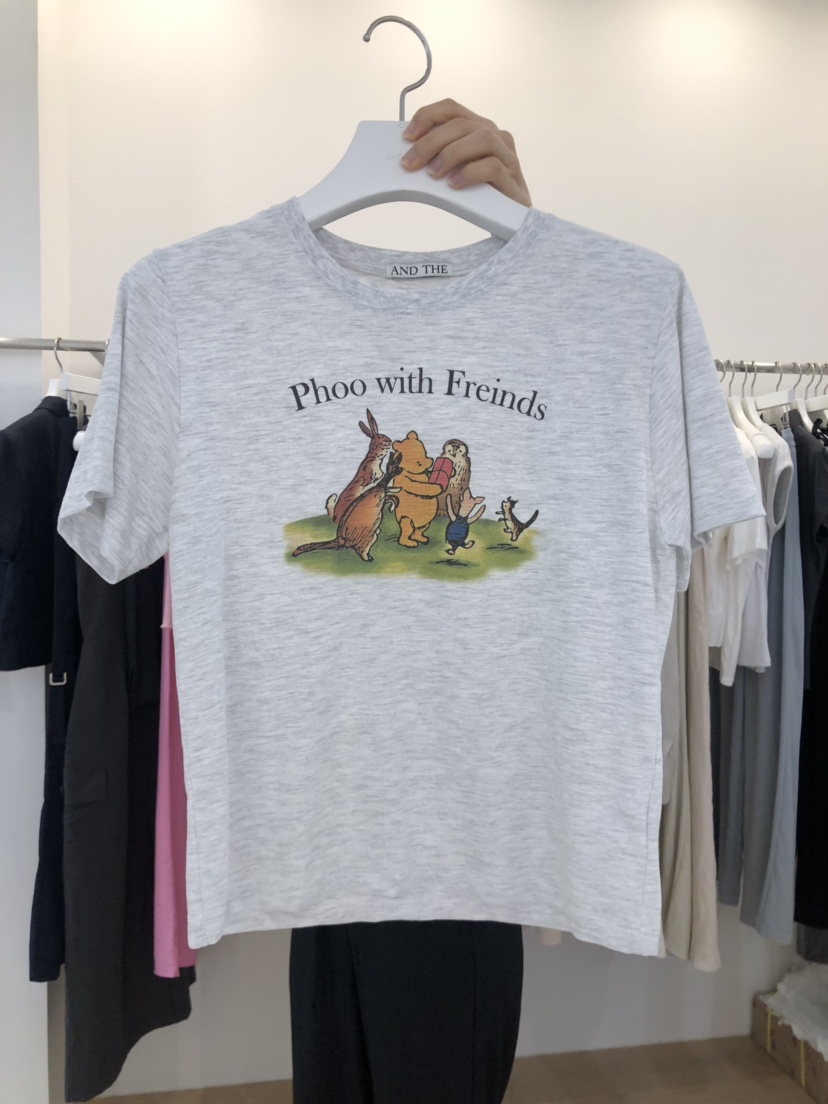 AND THE
Phoo with Freinds